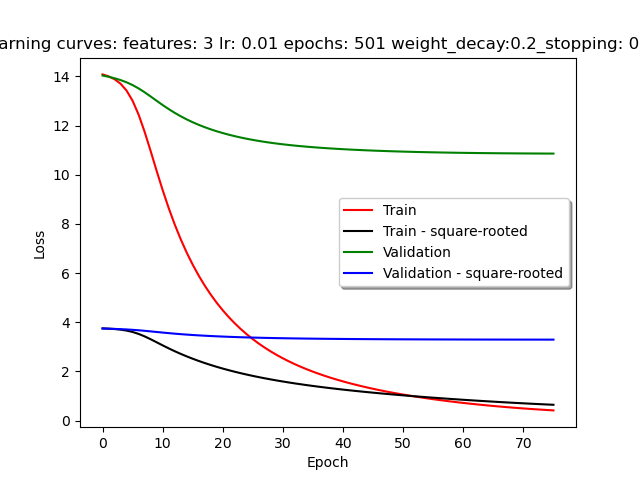 arning curves: features: 3 lr: 0.01 epochs: 501 weight_decay:0.2_stopping: 0
14
12
10
8
6
4
2
0
Loss
Train
Train - square-rooted
Validation
Validation - square-rooted
0 10 20 30 40 50 60 70
Epoch